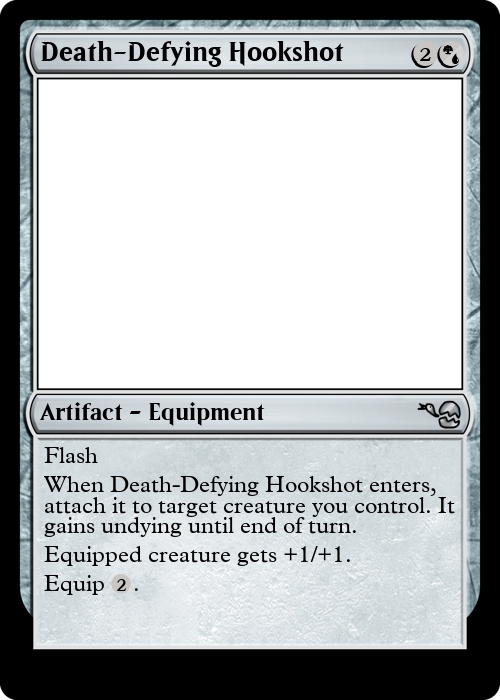 Death-Defying Hookshot 2
Artifact - Equipment
Flash
When Death-Defying Hookshot enters,
attach it to target creature you control. It
gains undying until end of turn.
Equipped creature gets +1/+1.
Equip 2.